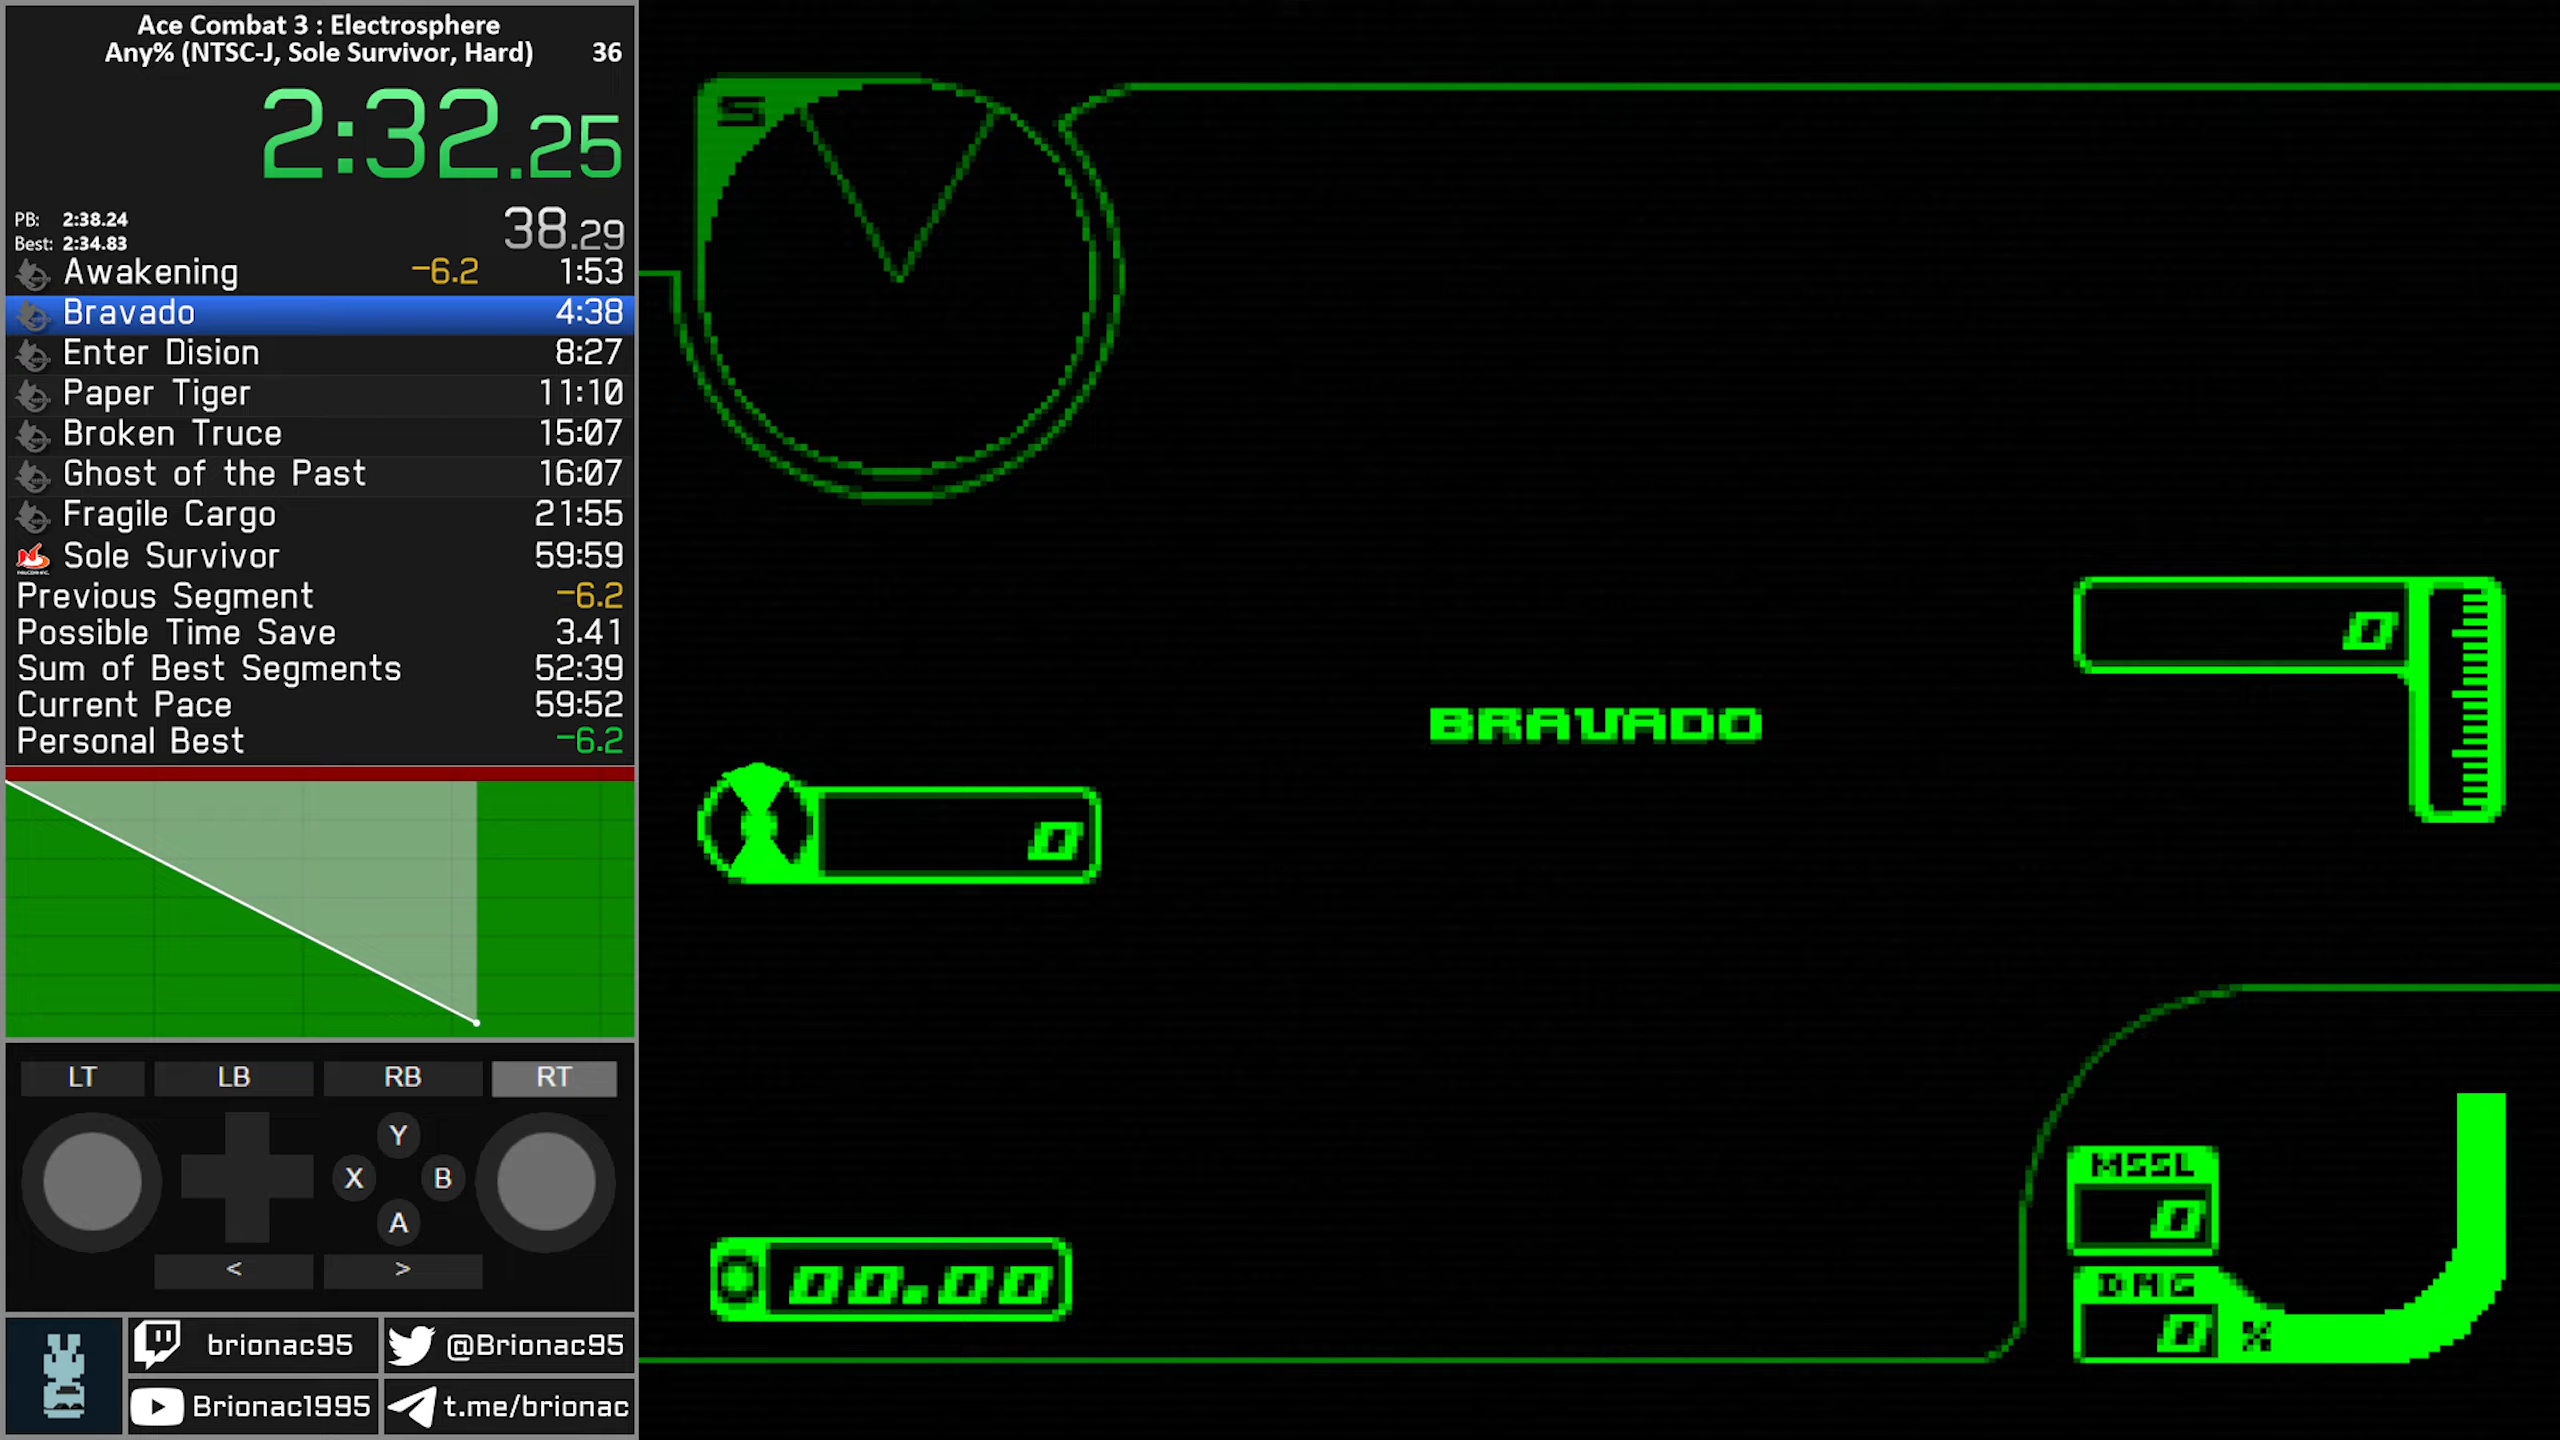 Ace Combat 3 : Electrosphere
Any% (NTSC-J, Sole Survivor, Hard) 36
2:32.25
PB: 2:38.24
Best: 2:34.83
38.29
Awakening -6.2 1:53
Bravado 4:38
Enter Dision 8:27
Paper Tiger 11:10
Broken Truce 15:07
Ghost of the Past 16:07
Fragile Cargo 21:55
Sole Survivor 59:59
Previous Segment -6.2
Possible Time Save 3.41
Sum of Best Segments 52:39
Current Pace 59:52
Personal Best -6.2
LT LB RB RT
Y
X B
A
< >
brionac95 @Brionac95
Brionac1995 t.me/brionac
S
0
BRAVADO
0
MSSL
0
00.00
DMG
0 %